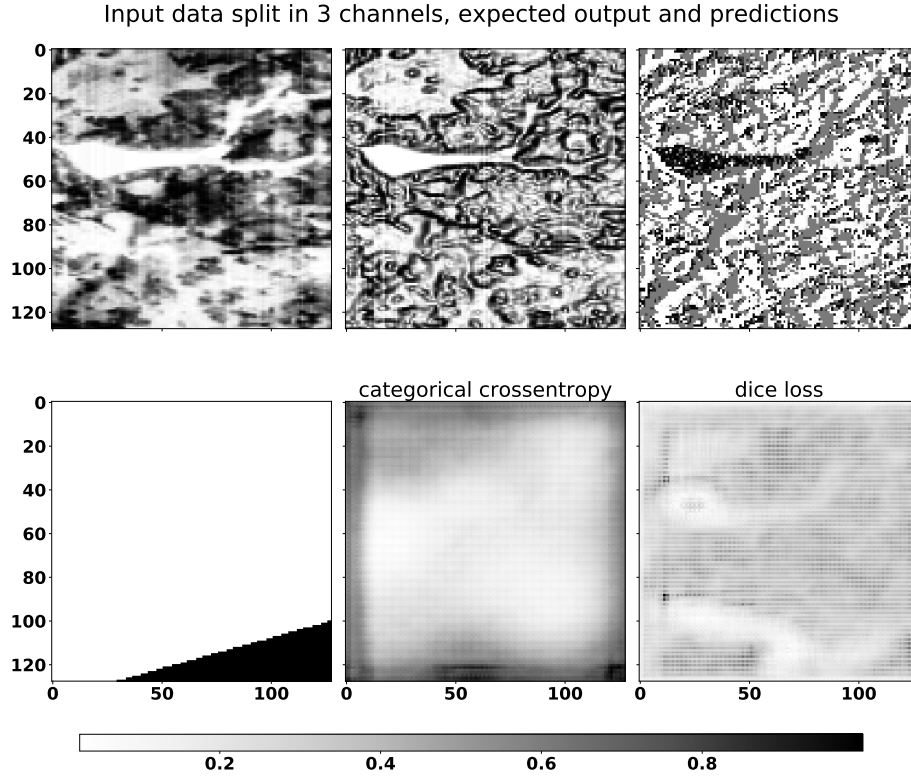 Input data split in 3 channels, expected output and predictions
0
20
40
60
80
100
120
categorical crossentropy
dice loss
0
20
40
60
80
100
120
0 50 100 0 50 100 0 50 100
0.2 0.4 0.6 0.8